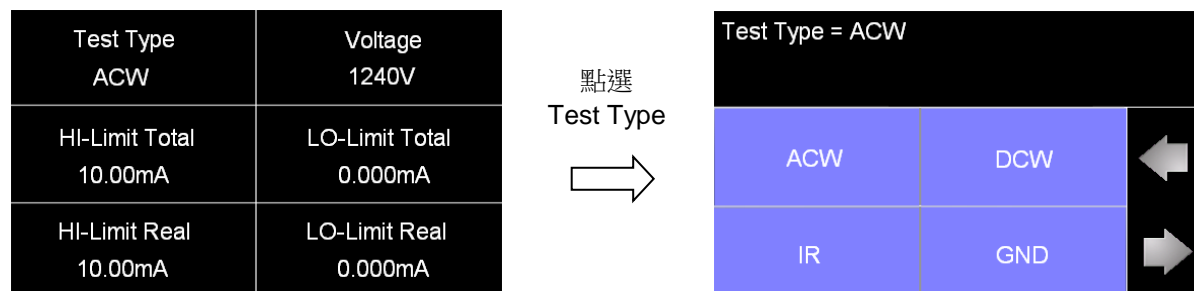 Test Type
ACW
Voltage
1240V
HI-Limit Total
10.00mA
LO-Limit Total
0.000mA
HI-Limit Real
10.00mA
LO-Limit Real
0.000mA
點選
Test Type
Test Type = ACW
ACW
DCW
IR
GND